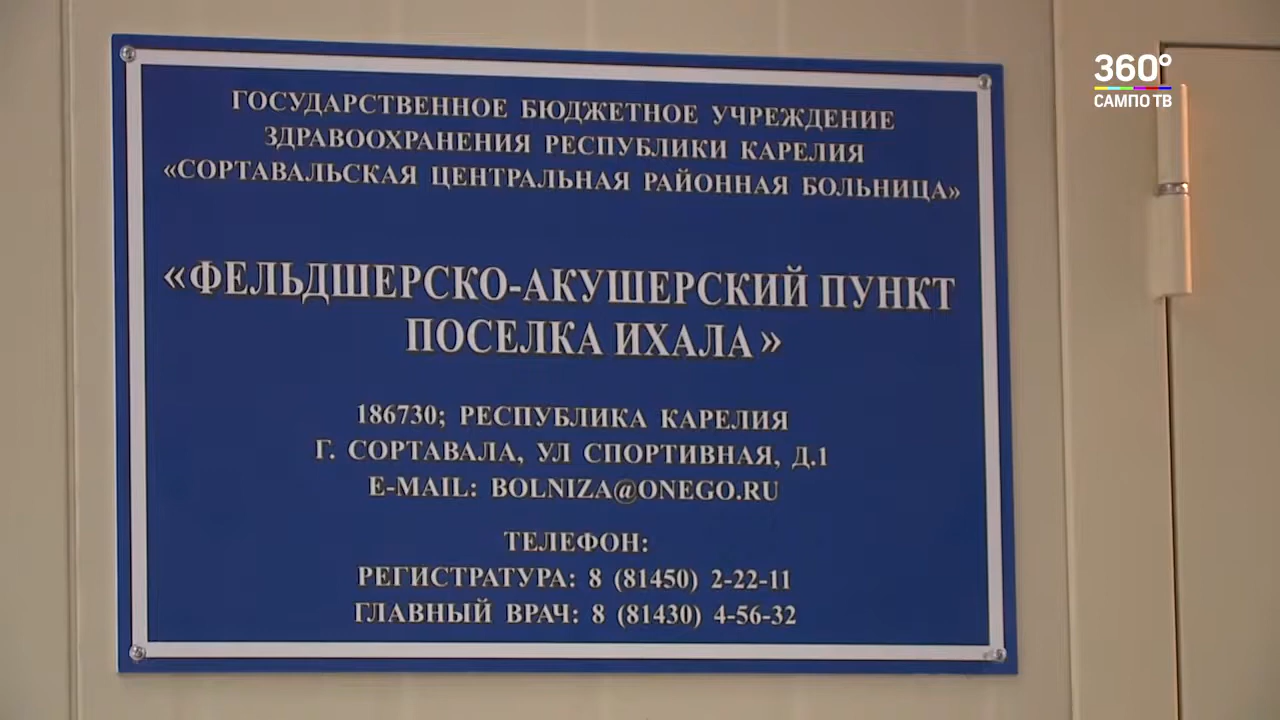 360°
САМПО ТВ
ГОСУДАРСТВЕННОЕ БЮДЖЕТНОЕ УЧРЕЖДЕНИЕ
ЗДРАВООХРАНЕНИЯ РЕСПУБЛИКИ КАРЕЛИЯ
«СОРТАВАЛЬСКАЯ ЦЕНТРАЛЬНАЯ РАЙОННАЯ БОЛЬНИЦА»
«ФЕЛЬДШЕРСКО-АКУШЕРСКИЙ ПУНКТ
ПОСЕЛКА ИХАЛА»
186730; РЕСПУБЛИКА КАРЕЛИЯ
Г. СОРТАВАЛА, УЛ СПОРТИВНАЯ, Д.1
E-MAIL: BOLNIZA@ONEGO.RU
ТЕЛЕФОН:
РЕГИСТРАТУРА: 8 (81450) 2-22-11
ГЛАВНЫЙ ВРАЧ: 8 (81430) 4-56-32